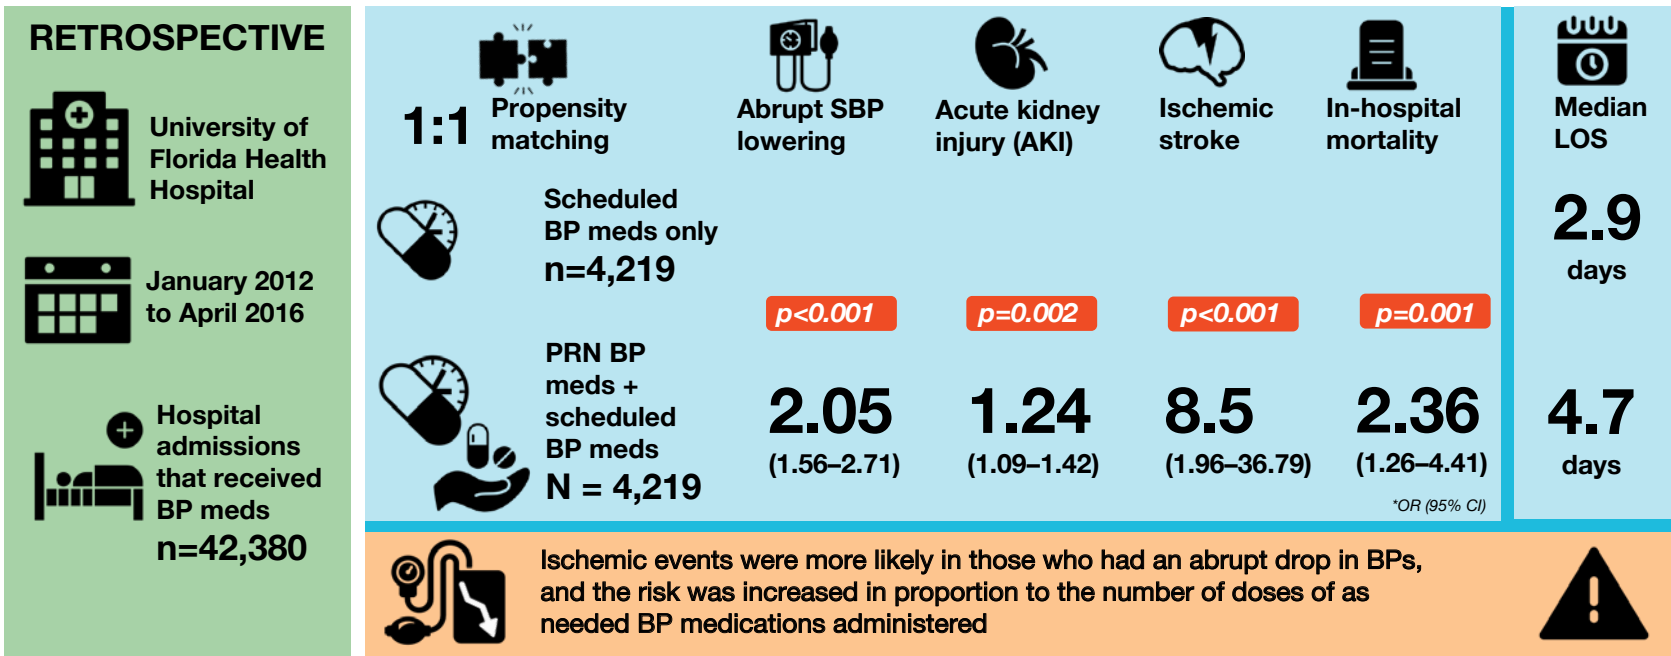 RETROSPECTIVE
University of
Florida Health
Hospital
January 2012
to April 2016
Hospital
admissions
that received
BP meds
n=42,380
1:1 Propensity
matching
Abrupt SBP
lowering
Acute kidney
injury (AKI)
Ischemic
stroke
In-hospital
mortality
Median
LOS
Scheduled
BP meds only
n=4,219
2.9
days
p<0.001
p=0.002
p<0.001
p=0.001
PRN BP
meds +
scheduled
BP meds
N = 4,219
2.05
(1.56–2.71)
1.24
(1.09–1.42)
8.5
(1.96–36.79)
2.36
(1.26–4.41)
*OR (95% CI)
4.7
days
Ischemic events were more likely in those who had an abrupt drop in BPs,
and the risk was increased in proportion to the number of doses of as
needed BP medications administered